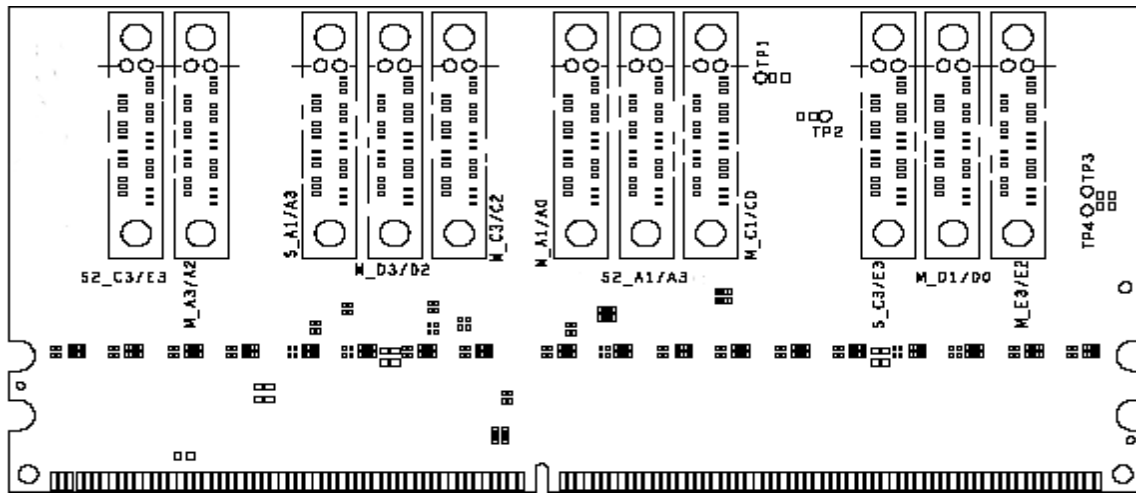 TP1
TP2
TP3
TP4
S_A1/A3
M_C3/C2
M_A1/A0
M_C1/C0
S2_C3/E3
M_A3/A2
M_D3/D2
S2_A1/A3
S_C3/E3
M_D1/D0
M_E3/E2